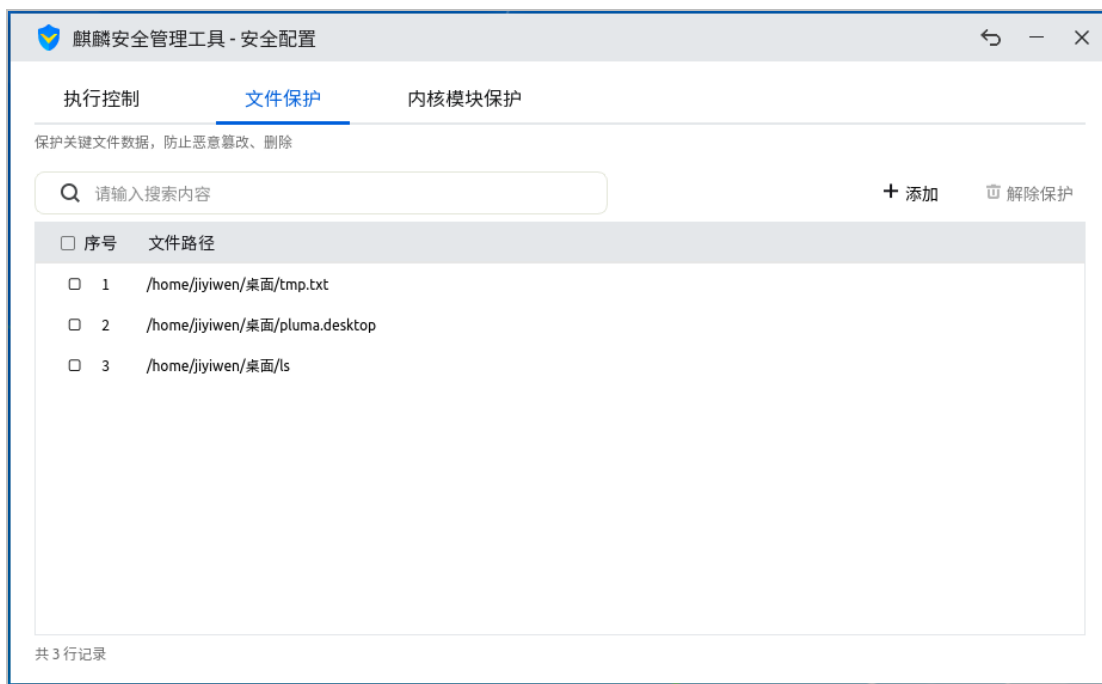 麒麟安全管理工具 - 安全配置
执行控制 文件保护 内核模块保护
保护关键文件数据，防止恶意篡改、删除
请输入搜索内容 添加 解除保护
序号 文件路径
1 /home/jiyiwen/桌面/tmp.txt
2 /home/jiyiwen/桌面/pluma.desktop
3 /home/jiyiwen/桌面/ls
共 3 行记录